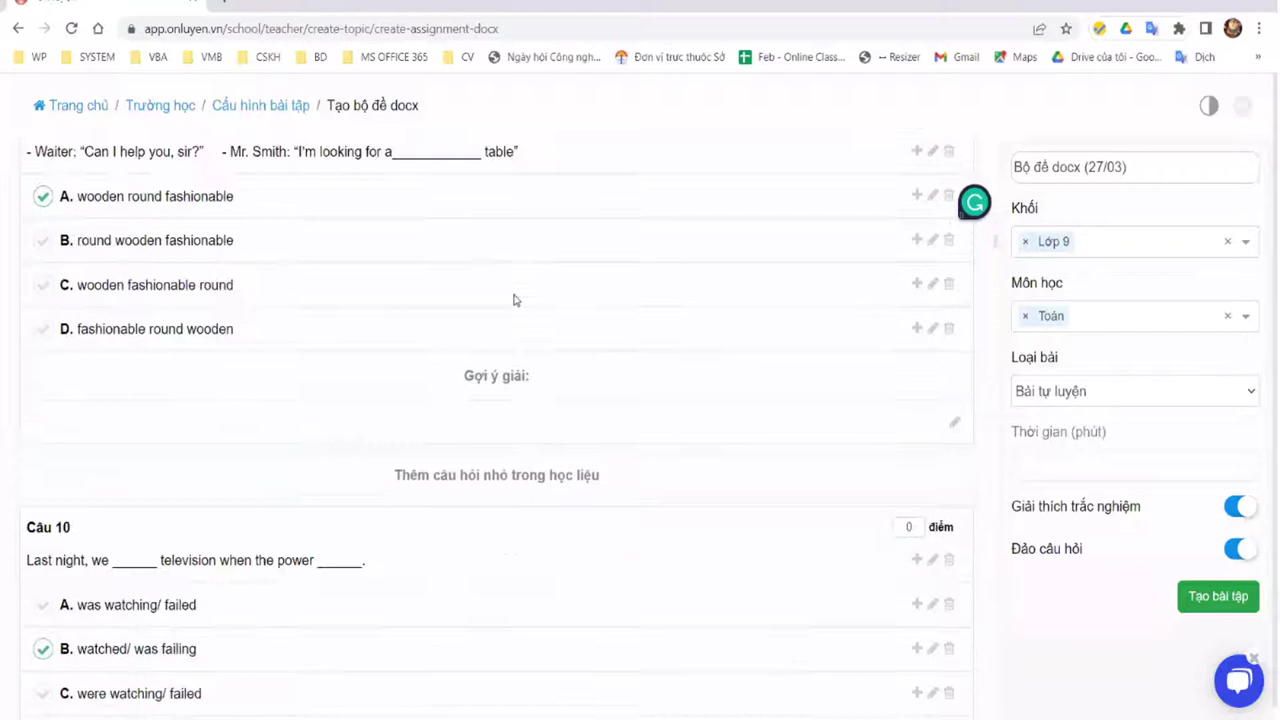 app.onluyen.vn/school/teacher/create-topic/create-assignment-docx
WP SYSTEM VBA VMB CSKH BD MS OFFICE 365 CV Ngày hội Công ngh... Đơn vị trực thuộc Sở Feb - Online Class... -- Resizer Gmail Maps Drive của tôi - Goo... Dịch »
Trang chủ / Trường học / Cấu hình bài tập / Tạo bộ đề docx
- Waiter: “Can I help you, sir?” - Mr. Smith: “I'm looking for a____________ table”
A. wooden round fashionable
B. round wooden fashionable
C. wooden fashionable round
D. fashionable round wooden
Gợi ý giải:
Thêm câu hỏi nhỏ trong học liệu
Câu 10 0 điểm
Last night, we ______ television when the power ______.
A. was watching/ failed
B. watched/ was failing
C. were watching/ failed
Bộ đề docx (27/03)
Khối
× Lớp 9 ×
Môn học
× Toán ×
Loại bài
Bài tự luyện
Thời gian (phút)
Giải thích trắc nghiệm
Đảo câu hỏi
Tạo bài tập